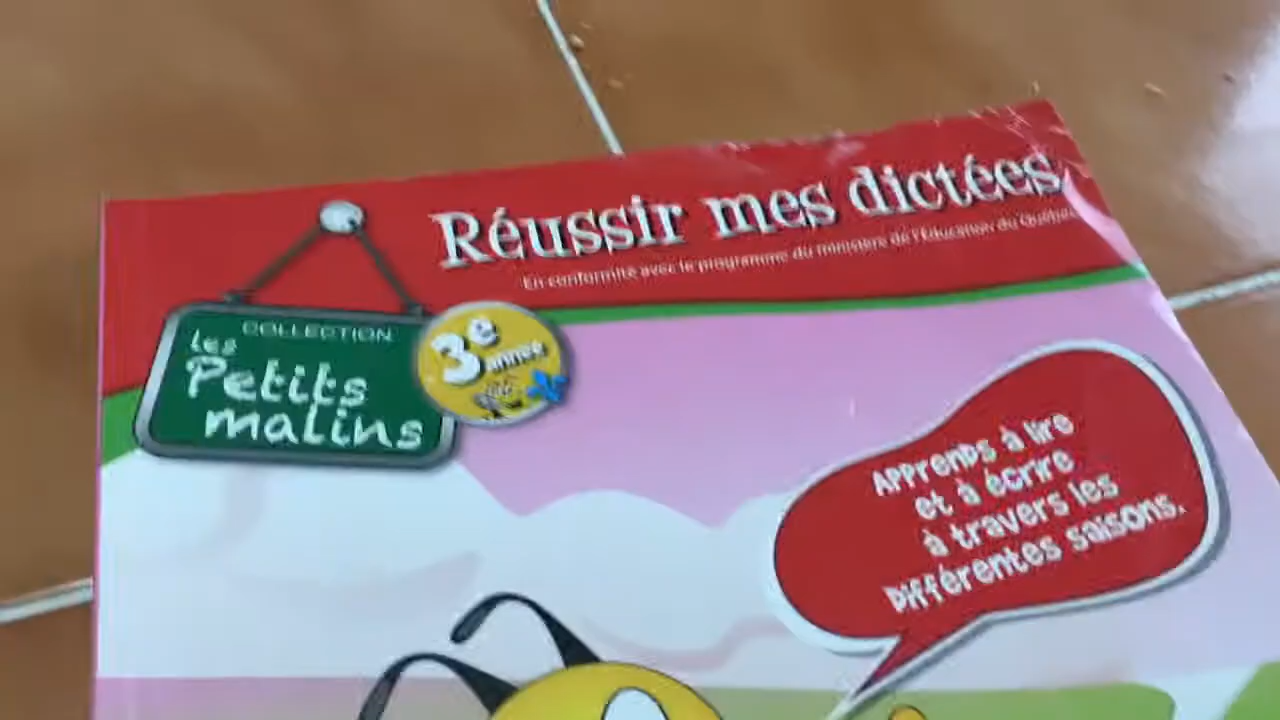 Réussir mes dictées
En conformité avec le programme du ministère de l'Éducation du Québec
COLLECTION
Les
Petits
malins
3e
année
Apprends à lire
et à écrire
à travers les
différentes saisons.